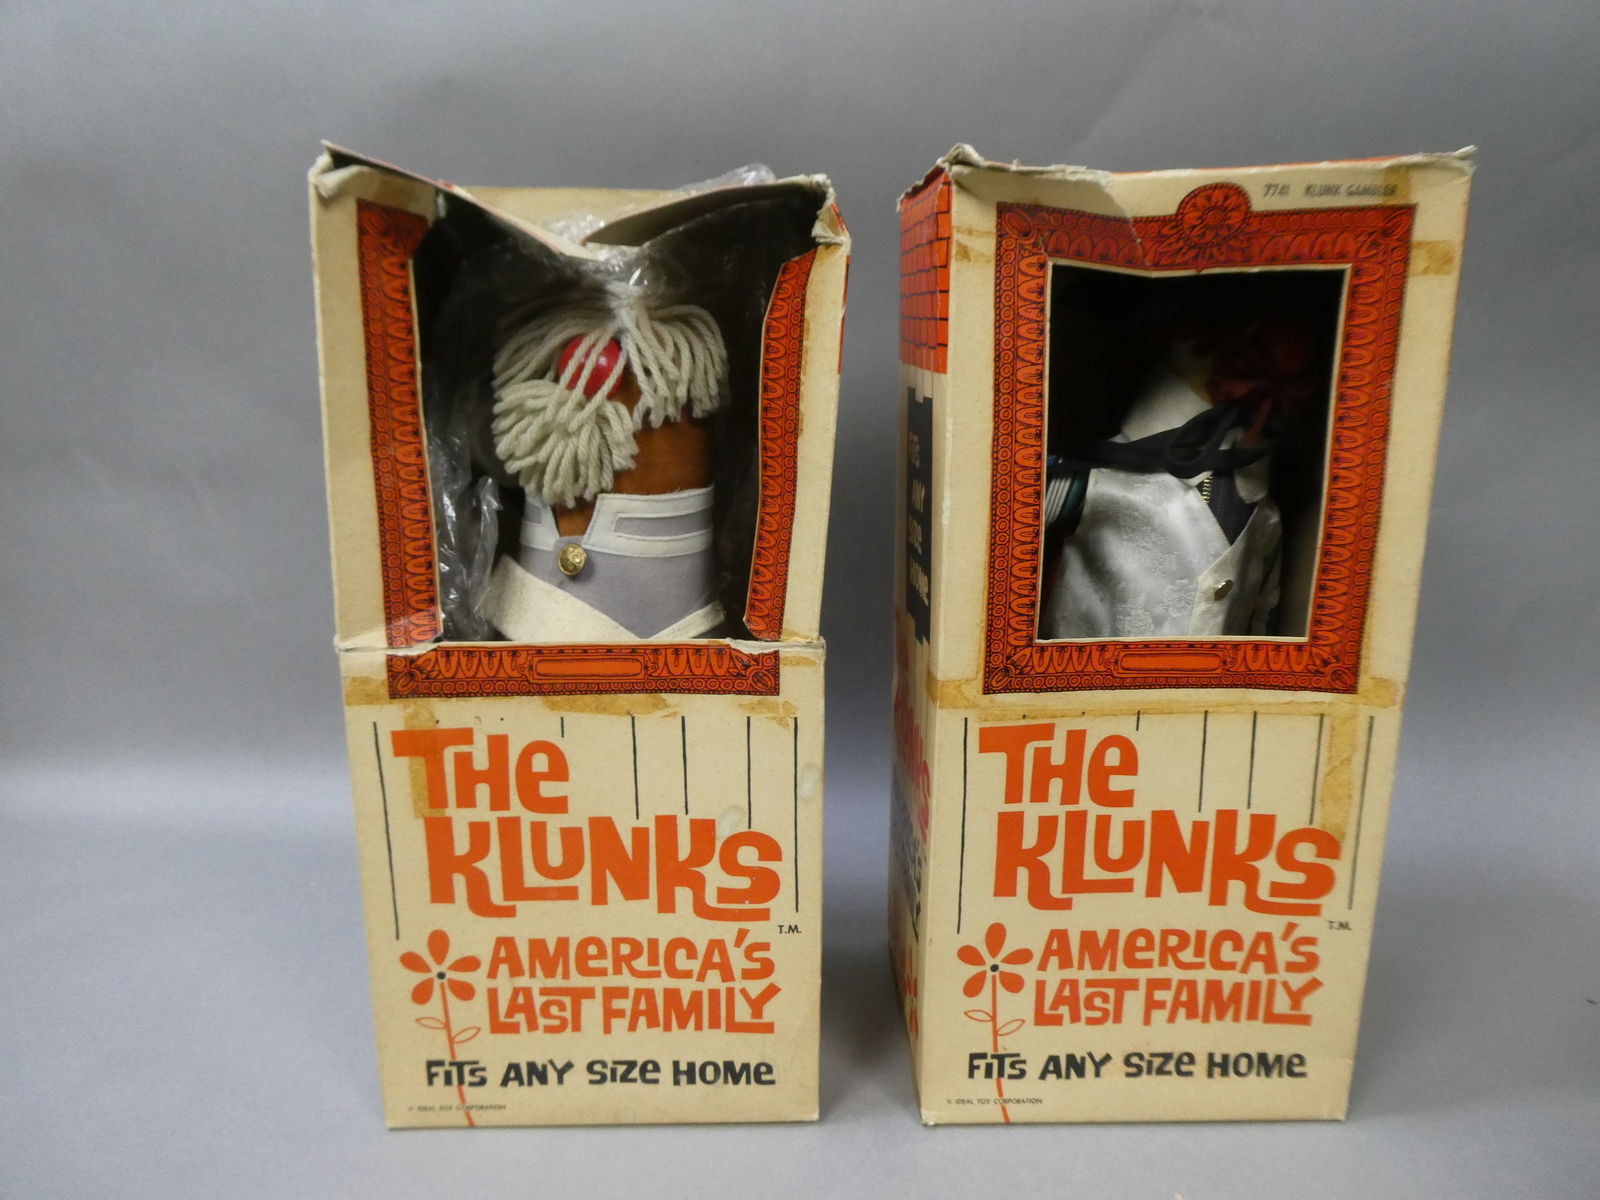 THE
KLUNKS
T.M.
AMERICA'S
LAST FAMILY
FITS ANY SIZE HOME
© IDEAL TOY CORPORATION
7741 KLUNK GAMBLER
THE
KLUNKS
T.M.
AMERICA'S
LAST FAMILY
FITS ANY SIZE HOME
© IDEAL TOY CORPORATION
FITS
ANY
SIZE
HOME